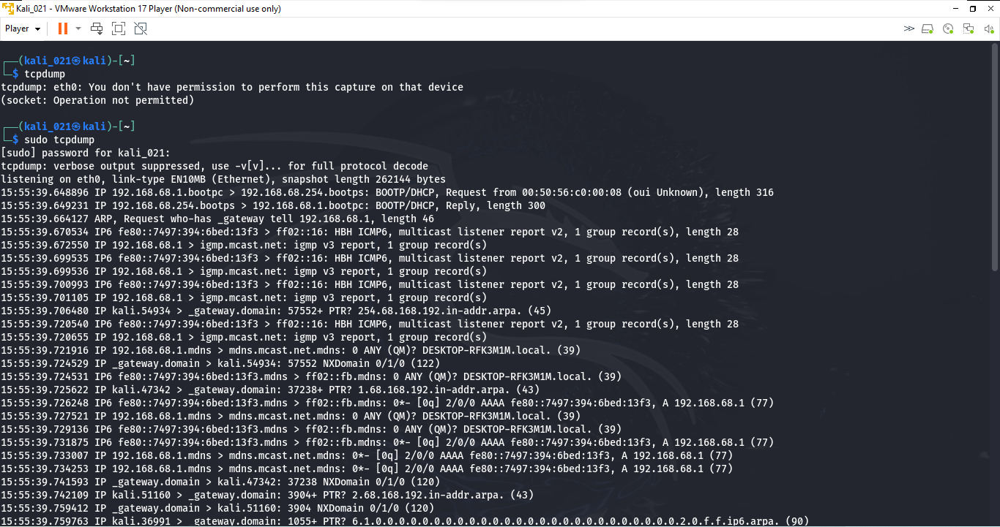 Kali_021 - VMware Workstation 17 Player (Non-commercial use only)
Player
(kali_021㉿kali)-[~]
$ tcpdump
tcpdump: eth0: You don't have permission to perform this capture on that device
(socket: Operation not permitted)
(kali_021㉿kali)-[~]
$ sudo tcpdump
[sudo] password for kali_021:
tcpdump: verbose output suppressed, use -v[v]... for full protocol decode
listening on eth0, link-type EN10MB (Ethernet), snapshot length 262144 bytes
15:55:39.648896 IP 192.168.68.1.bootpc > 192.168.68.254.bootps: BOOTP/DHCP, Request from 00:50:56:c0:00:08 (oui Unknown), length 316
15:55:39.649231 IP 192.168.68.254.bootps > 192.168.68.1.bootpc: BOOTP/DHCP, Reply, length 300
15:55:39.664127 ARP, Request who-has _gateway tell 192.168.68.1, length 46
15:55:39.670534 IP6 fe80::7497:394:6bed:13f3 > ff02::16: HBH ICMP6, multicast listener report v2, 1 group record(s), length 28
15:55:39.672550 IP 192.168.68.1 > igmp.mcast.net: igmp v3 report, 1 group record(s)
15:55:39.699535 IP6 fe80::7497:394:6bed:13f3 > ff02::16: HBH ICMP6, multicast listener report v2, 1 group record(s), length 28
15:55:39.699536 IP 192.168.68.1 > igmp.mcast.net: igmp v3 report, 1 group record(s)
15:55:39.700993 IP6 fe80::7497:394:6bed:13f3 > ff02::16: HBH ICMP6, multicast listener report v2, 1 group record(s), length 28
15:55:39.701105 IP 192.168.68.1 > igmp.mcast.net: igmp v3 report, 1 group record(s)
15:55:39.706480 IP kali.54934 > _gateway.domain: 57552+ PTR? 254.68.168.192.in-addr.arpa. (45)
15:55:39.720540 IP6 fe80::7497:394:6bed:13f3 > ff02::16: HBH ICMP6, multicast listener report v2, 1 group record(s), length 28
15:55:39.720655 IP 192.168.68.1 > igmp.mcast.net: igmp v3 report, 1 group record(s)
15:55:39.721916 IP 192.168.68.1.mdns > mdns.mcast.net.mdns: 0 ANY (QM)? DESKTOP-RFK3M1M.local. (39)
15:55:39.724529 IP _gateway.domain > kali.54934: 57552 NXDomain 0/1/0 (122)
15:55:39.724531 IP6 fe80::7497:394:6bed:13f3.mdns > ff02::fb.mdns: 0 ANY (QM)? DESKTOP-RFK3M1M.local. (39)
15:55:39.725622 IP kali.47342 > _gateway.domain: 37238+ PTR? 1.68.168.192.in-addr.arpa. (43)
15:55:39.726248 IP6 fe80::7497:394:6bed:13f3.mdns > ff02::fb.mdns: 0*- [0q] 2/0/0 AAAA fe80::7497:394:6bed:13f3, A 192.168.68.1 (77)
15:55:39.727521 IP 192.168.68.1.mdns > mdns.mcast.net.mdns: 0 ANY (QM)? DESKTOP-RFK3M1M.local. (39)
15:55:39.729136 IP6 fe80::7497:394:6bed:13f3.mdns > ff02::fb.mdns: 0 ANY (QM)? DESKTOP-RFK3M1M.local. (39)
15:55:39.731875 IP6 fe80::7497:394:6bed:13f3.mdns > ff02::fb.mdns: 0*- [0q] 2/0/0 AAAA fe80::7497:394:6bed:13f3, A 192.168.68.1 (77)
15:55:39.733007 IP 192.168.68.1.mdns > mdns.mcast.net.mdns: 0*- [0q] 2/0/0 AAAA fe80::7497:394:6bed:13f3, A 192.168.68.1 (77)
15:55:39.734253 IP 192.168.68.1.mdns > mdns.mcast.net.mdns: 0*- [0q] 2/0/0 AAAA fe80::7497:394:6bed:13f3, A 192.168.68.1 (77)
15:55:39.741593 IP _gateway.domain > kali.47342: 37238 NXDomain 0/1/0 (120)
15:55:39.742109 IP kali.51160 > _gateway.domain: 3904+ PTR? 2.68.168.192.in-addr.arpa. (43)
15:55:39.759412 IP _gateway.domain > kali.51160: 3904 NXDomain 0/1/0 (120)
15:55:39.759763 IP kali.36991 > _gateway.domain: 1055+ PTR? 6.1.0.0.0.0.0.0.0.0.0.0.0.0.0.0.0.0.0.0.0.0.0.0.0.0.0.0.2.0.f.f.ip6.arpa. (90)